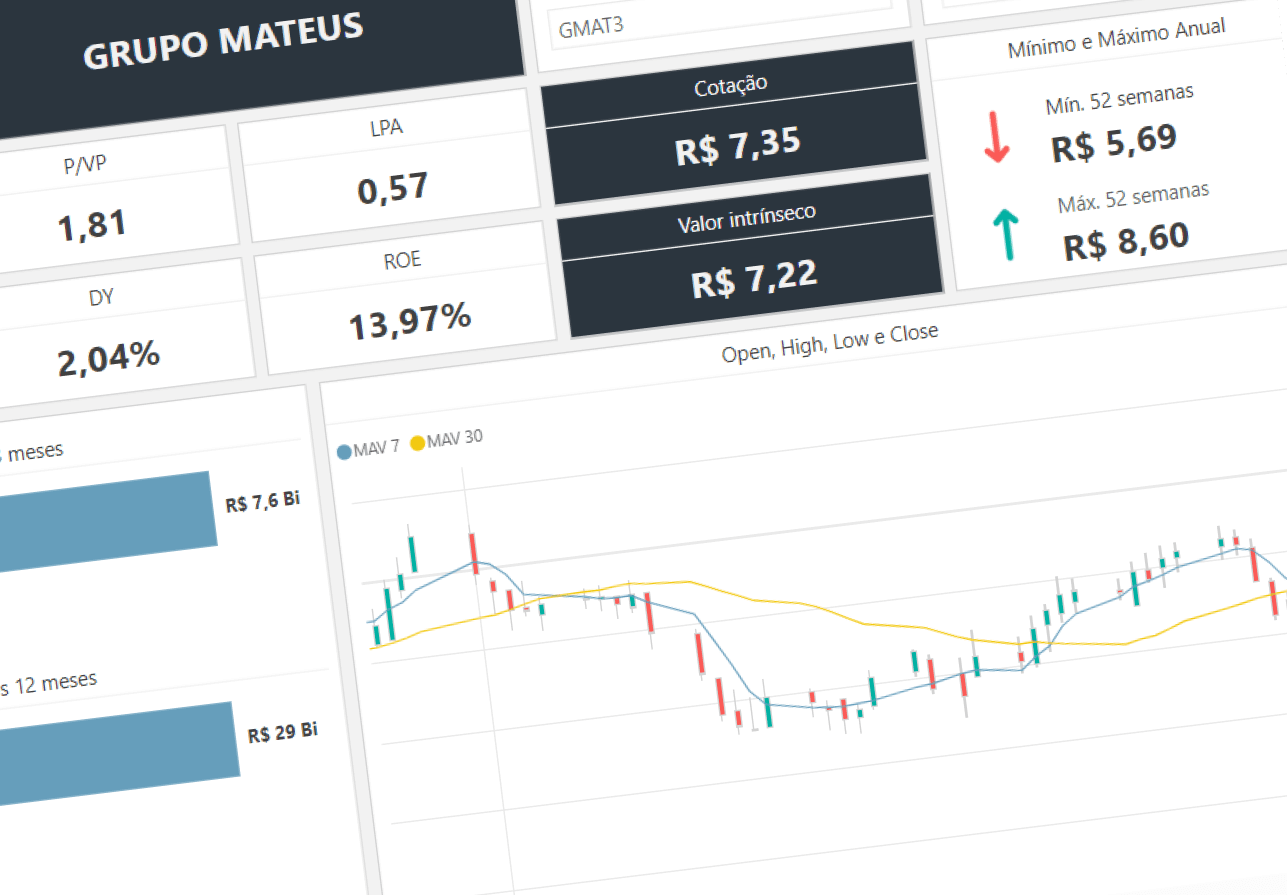 GRUPO MATEUS
GMAT3
P/VP
1,81
LPA
0,57
DY
2,04%
ROE
13,97%
Cotação
R$ 7,35
Valor intrínseco
R$ 7,22
Mínimo e Máximo Anual
Mín. 52 semanas
R$ 5,69
Máx. 52 semanas
R$ 8,60
meses
R$ 7,6 Bi
s 12 meses
R$ 29 Bi
Open, High, Low e Close
MAV 7
MAV 30